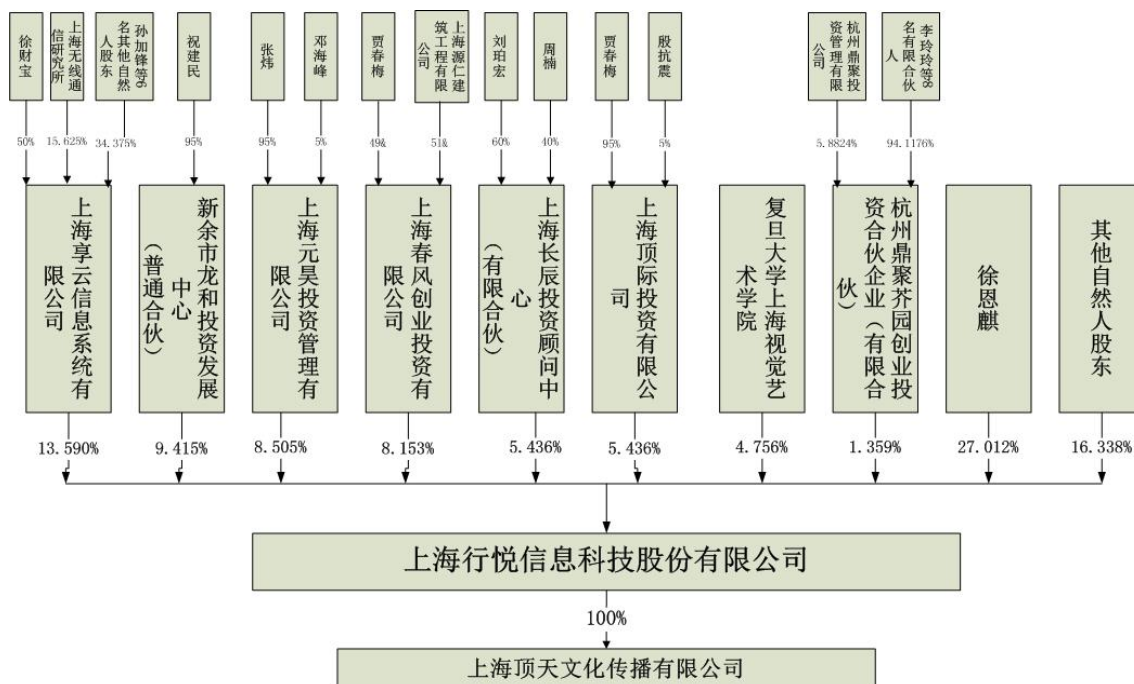 徐财宝
上海无线通
信研究所
孙加锋等6
名其他自然
人股东
祝建民
张炜
邓海峰
贾春梅
上海源仁建
筑工程有限
公司
刘珀宏
周楠
贾春梅
殷抗震
杭州鼎聚投
资管理有限
公司
李玲玲等8
名有限合伙
人
50%
15.625%
34.375%
95%
95%
5%
49&
51&
60%
40%
95%
5%
5.8824%
94.1176%
上海享云信息系统有
限公司
新余市龙和投资发展
中心
（普通合伙）
上海元昊投资管理有
限公司
上海春风创业投资有
限公司
上海长辰投资顾问中
心
（有限合伙）
上海顶际投资有限公
司
复旦大学上海视觉艺
术学院
杭州鼎聚芥园创业投
资合伙企业（有限合
伙）
徐恩麒
其他自然人股东
13.590%
9.415%
8.505%
8.153%
5.436%
5.436%
4.756%
1.359%
27.012%
16.338%
上海行悦信息科技股份有限公司
100%
上海顶天文化传播有限公司